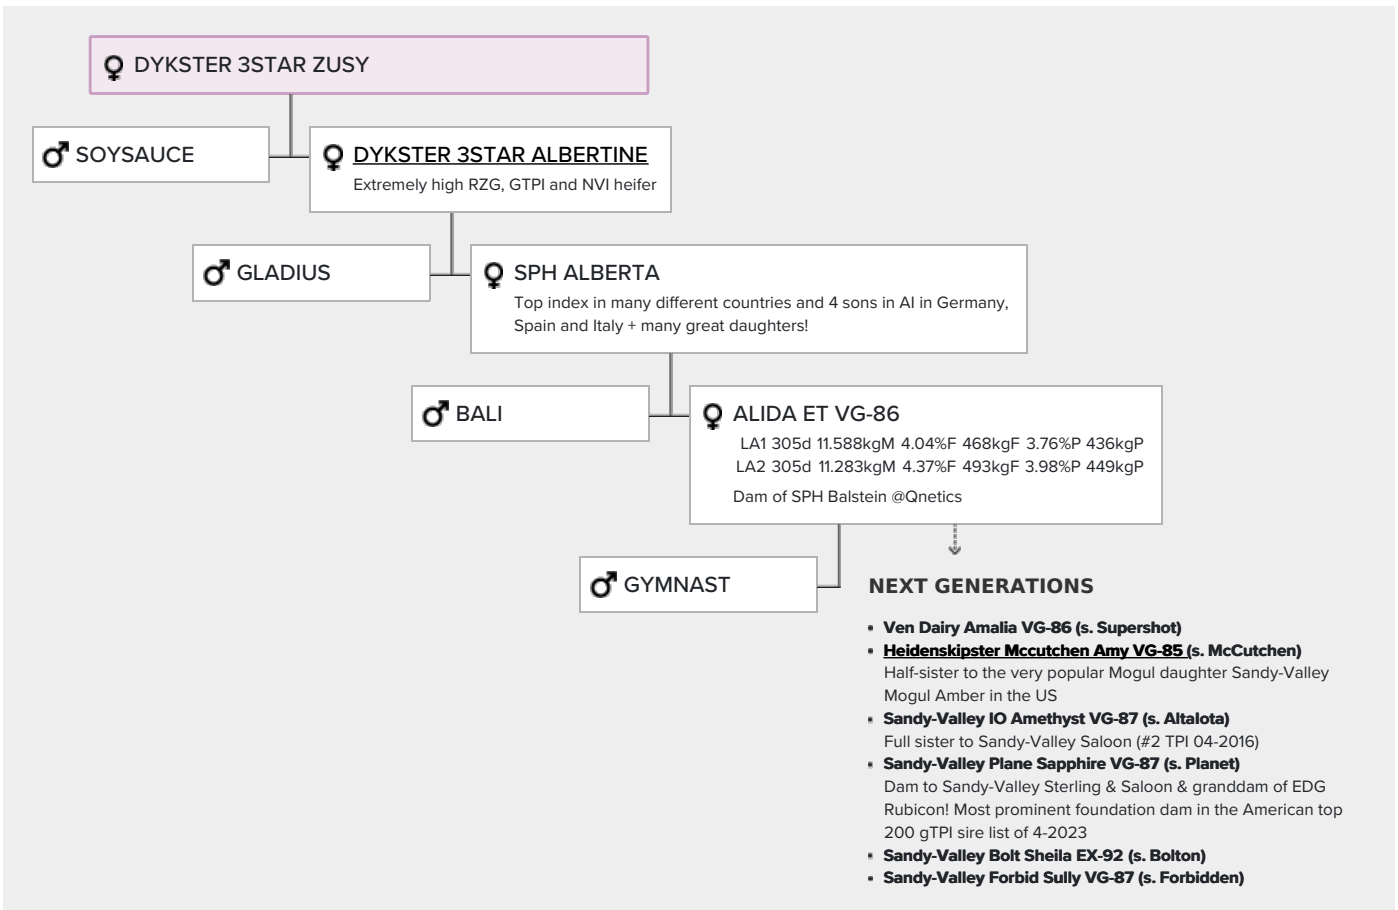 DYKSTER 3STAR ZUSY
SOYSAUCE
DYKSTER 3STAR ALBERTINE
Extremely high RZG, GTPI and NVI heifer
GLADIUS
SPH ALBERTA
Top index in many different countries and 4 sons in AI in Germany,
Spain and Italy + many great daughters!
BALI
ALIDA ET VG-86
LA1 305d 11.588kgM 4.04%F 468kgF 3.76%P 436kgP
LA2 305d 11.283kgM 4.37%F 493kgF 3.98%P 449kgP
Dam of SPH Balstein @Qnetics
GYMNAST
NEXT GENERATIONS
Ven Dairy Amalia VG-86 (s. Supershot)
Heidenskipster Mccutchen Amy VG-85 (s. McCutchen)
Half-sister to the very popular Mogul daughter Sandy-Valley
Mogul Amber in the US
Sandy-Valley IO Amethyst VG-87 (s. AltaIota)
Full sister to Sandy-Valley Saloon (#2 TPI 04-2016)
Sandy-Valley Plane Sapphire VG-87 (s. Planet)
Dam to Sandy-Valley Sterling & Saloon & granddam of EDG
Rubicon! Most prominent foundation dam in the American top
200 gTPI sire list of 4-2023
Sandy-Valley Bolt Sheila EX-92 (s. Bolton)
Sandy-Valley Forbid Sully VG-87 (s. Forbidden)